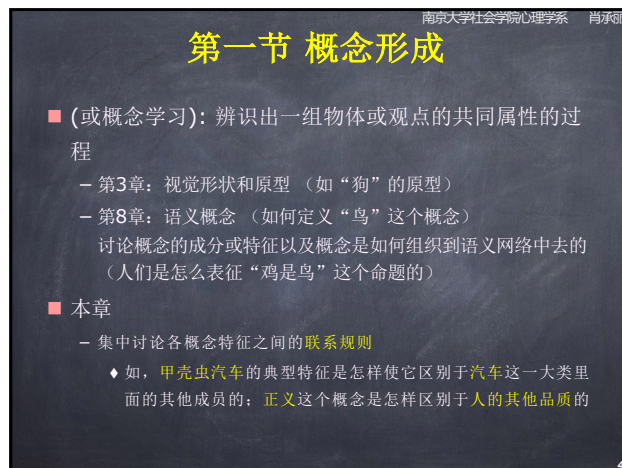 南京大学社会学院心理学系 肖承丽
第一节 概念形成
(或概念学习): 辨识出一组物体或观点的共同属性的过
程
– 第3章：视觉形状和原型 （如“狗”的原型）
– 第8章：语义概念 （如何定义“鸟”这个概念）
讨论概念的成分或特征以及概念是如何组织到语义网络中去的
（人们是怎么表征“鸡是鸟”这个命题的）
本章
– 集中讨论各概念特征之间的联系规则
如，甲壳虫汽车的典型特征是怎样使它区别于汽车这一大类里
面的其他成员的；正义这个概念是怎样区别于人的其他品质的